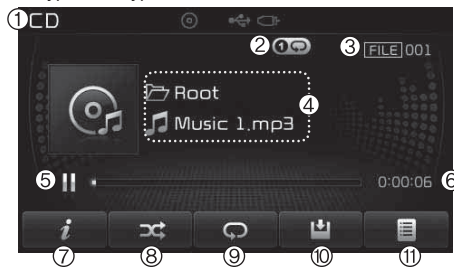 ①CD
② ①
③ FILE 001
Root
④
Music 1.mp3
⑤ 0:00:06 ⑥
i
⑦ ⑧ ⑨ ⑩ ⑪